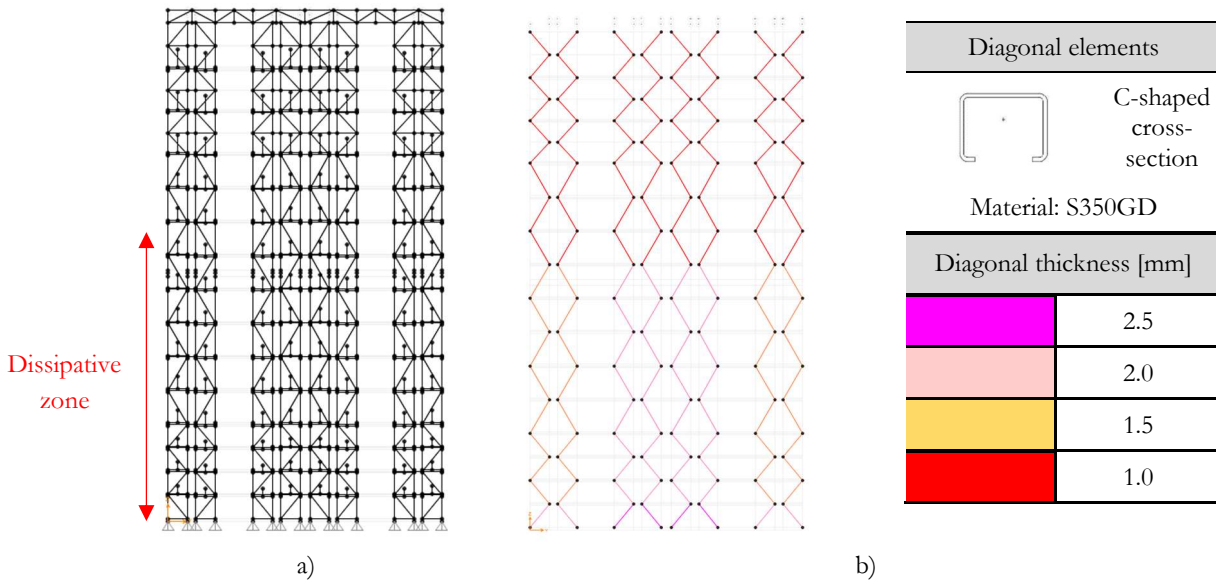 Dissipative
zone
a)
b)
Diagonal elements
C-shaped
cross-
section
Material: S350GD
Diagonal thickness [mm]
2.5
2.0
1.5
1.0